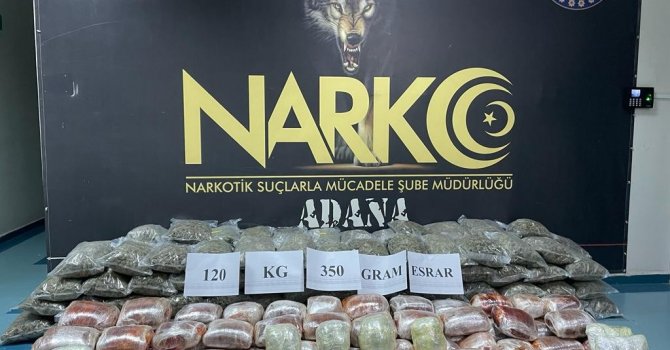 NARKO
NARKOTİK SUÇLARLA MÜCADELE ŞUBE MÜDÜRLÜĞÜ
ADANA
120 KG 350 GRAM ESRAR